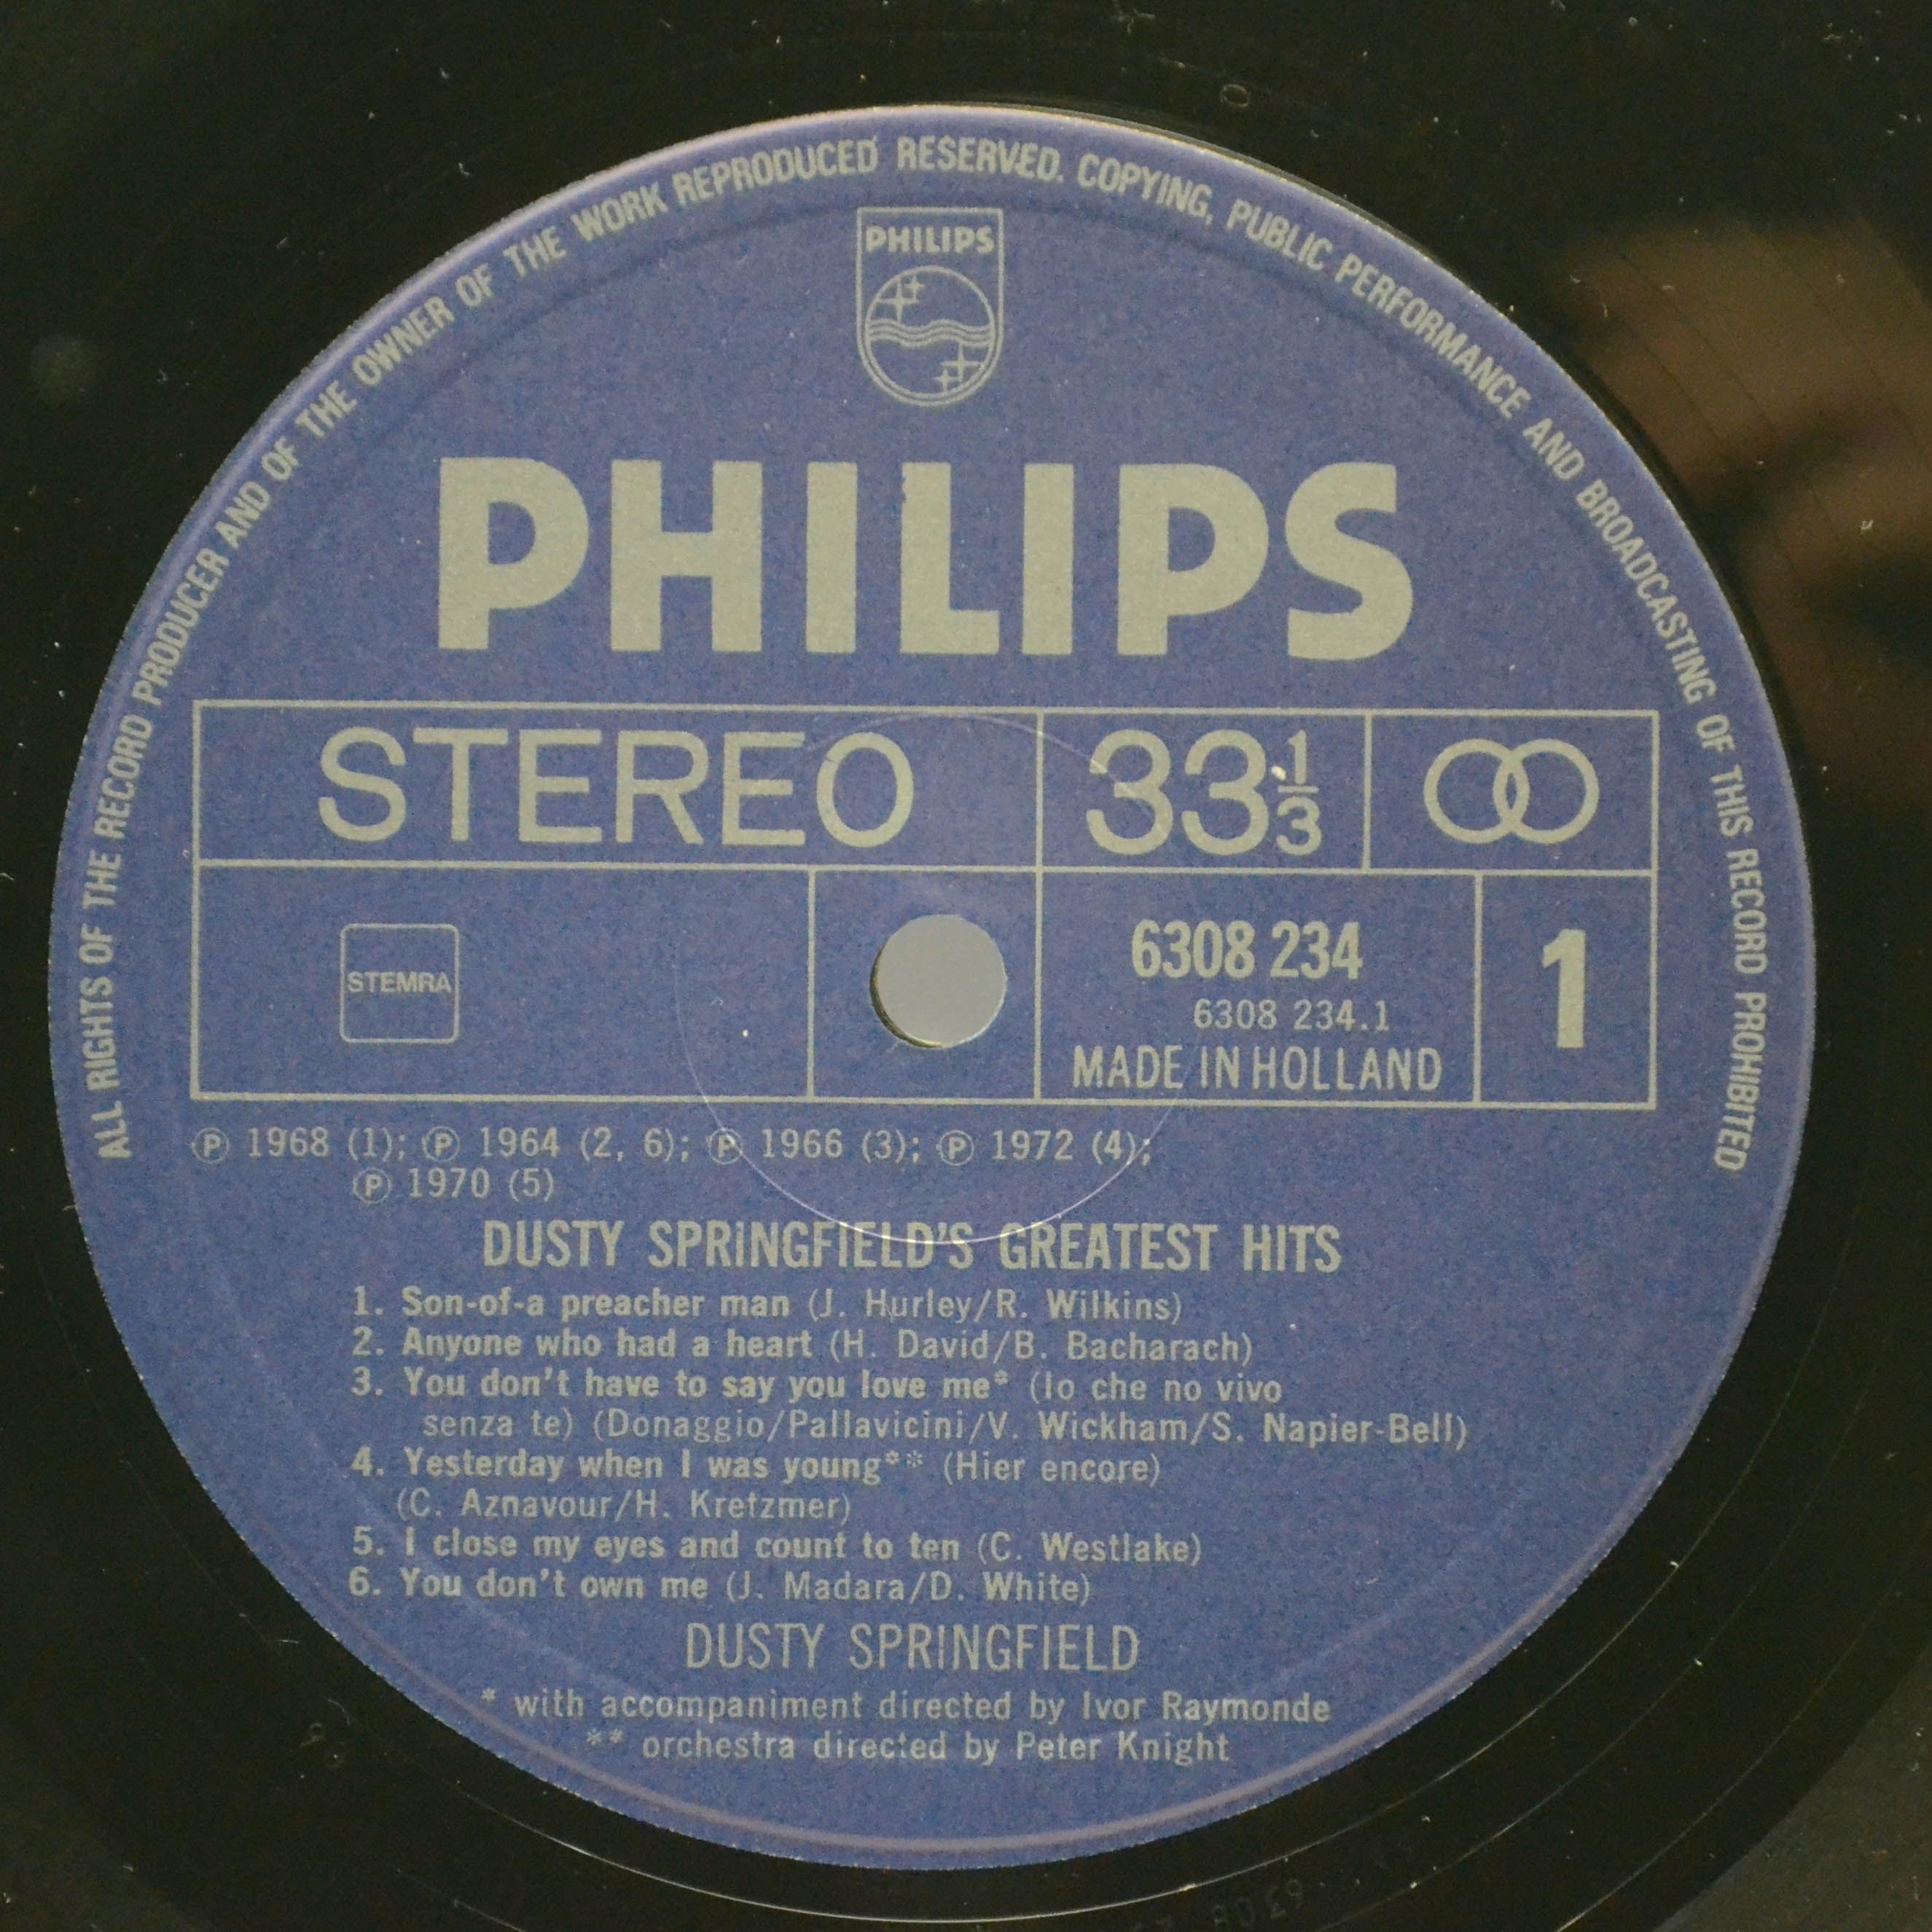 ALL RIGHTS OF THE RECORD PRODUCER AND OF THE OWNER OF THE WORK REPRODUCED RESERVED. COPYING, PUBLIC PERFORMANCE AND BROADCASTING OF THIS RECORD PROHIBITED
PHILIPS
PHILIPS
STEREO 33 1/3
STEMRA
6308 234
6308 234.1
MADE IN HOLLAND
1
Ⓟ 1968 (1); Ⓟ 1964 (2, 6); Ⓟ 1966 (3); Ⓟ 1972 (4);
Ⓟ 1970 (5)
DUSTY SPRINGFIELD'S GREATEST HITS
1. Son-of-a preacher man (J. Hurley/R. Wilkins)
2. Anyone who had a heart (H. David/B. Bacharach)
3. You don't have to say you love me* (Io che no vivo
senza te) (Donaggio/Pallavicini/V. Wickham/S. Napier-Bell)
4. Yesterday when I was young** (Hier encore)
(C. Aznavour/H. Kretzmer)
5. I close my eyes and count to ten (C. Westlake)
6. You don't own me (J. Madara/D. White)
DUSTY SPRINGFIELD
* with accompaniment directed by Ivor Raymonde
** orchestra directed by Peter Knight